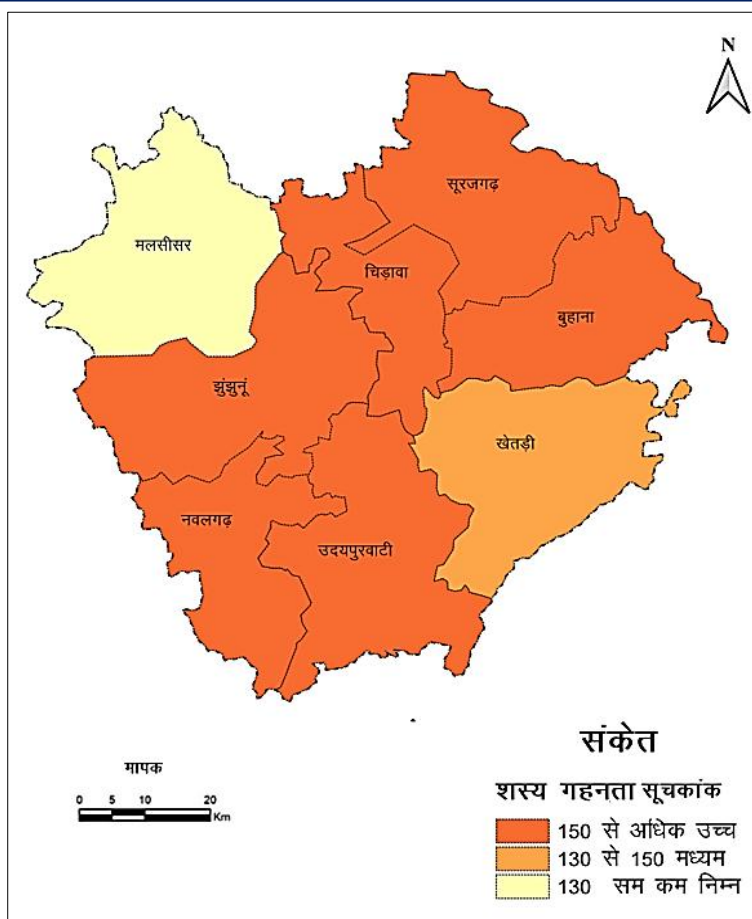 N
सूरजगढ़
मलसीसर
चिड़ावा
बुहाना
झुंझुनूं
खेतड़ी
नवलगढ़
उदयपुरवाटी
संकेत
मापक
0 5 10 20
Km
शस्य गहनता सूचकांक
150 से अधिक उच्च
130 से 150 मध्यम
130 सम कम निम्न